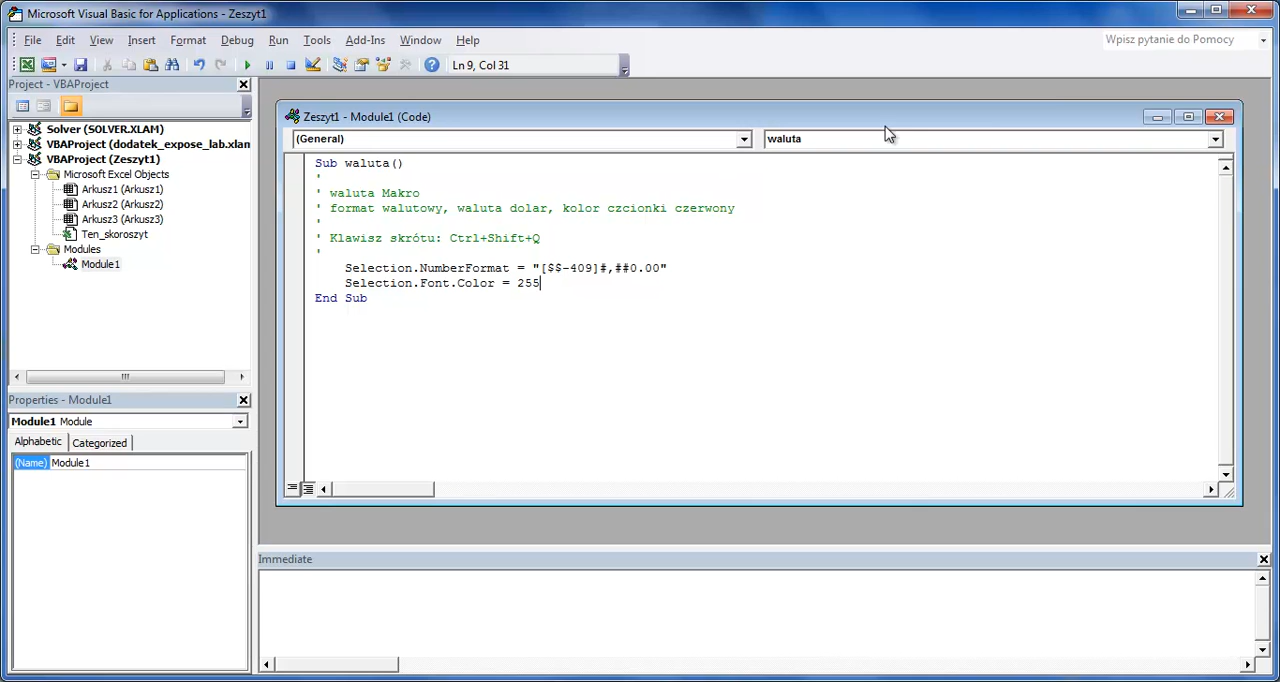 Microsoft Visual Basic for Applications - Zeszyt1
File Edit View Insert Format Debug Run Tools Add-Ins Window Help
Wpisz pytanie do Pomocy
Ln 9, Col 31
Project - VBAProject
Solver (SOLVER.XLAM)
VBAProject (dodatek_expose_lab.xlam
VBAProject (Zeszyt1)
Microsoft Excel Objects
Arkusz1 (Arkusz1)
Arkusz2 (Arkusz2)
Arkusz3 (Arkusz3)
Ten_skoroszyt
Modules
Module1
Properties - Module1
Module1 Module
Alphabetic Categorized
(Name) Module1
Zeszyt1 - Module1 (Code)
(General) waluta
Sub waluta()
'
' waluta Makro
' format walutowy, waluta dolar, kolor czcionki czerwony
'
' Klawisz skrótu: Ctrl+Shift+Q
'
Selection.NumberFormat = "[$$-409]#,##0.00"
Selection.Font.Color = 255
End Sub
Immediate